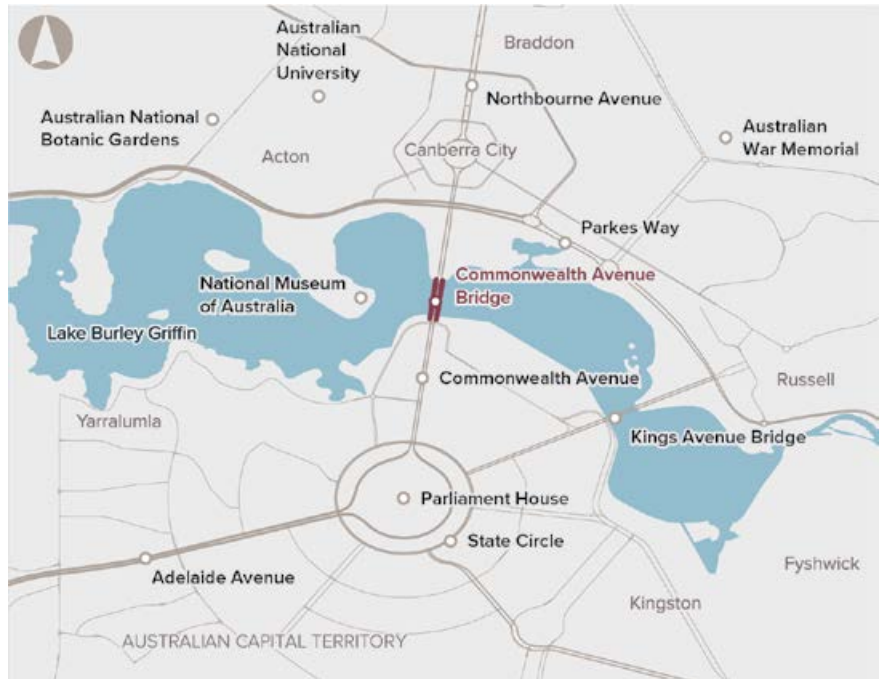 Australian
National
University
Braddon
Northbourne Avenue
Australian National
Botanic Gardens
Acton
Canberra City
Australian
War Memorial
Parkes Way
National Museum
of Australia
Commonwealth Avenue
Bridge
Lake Burley Griffin
Commonwealth Avenue
Russell
Yarralumla
Kings Avenue Bridge
Parliament House
State Circle
Adelaide Avenue
Fyshwick
Kingston
AUSTRALIAN CAPITAL TERRITORY